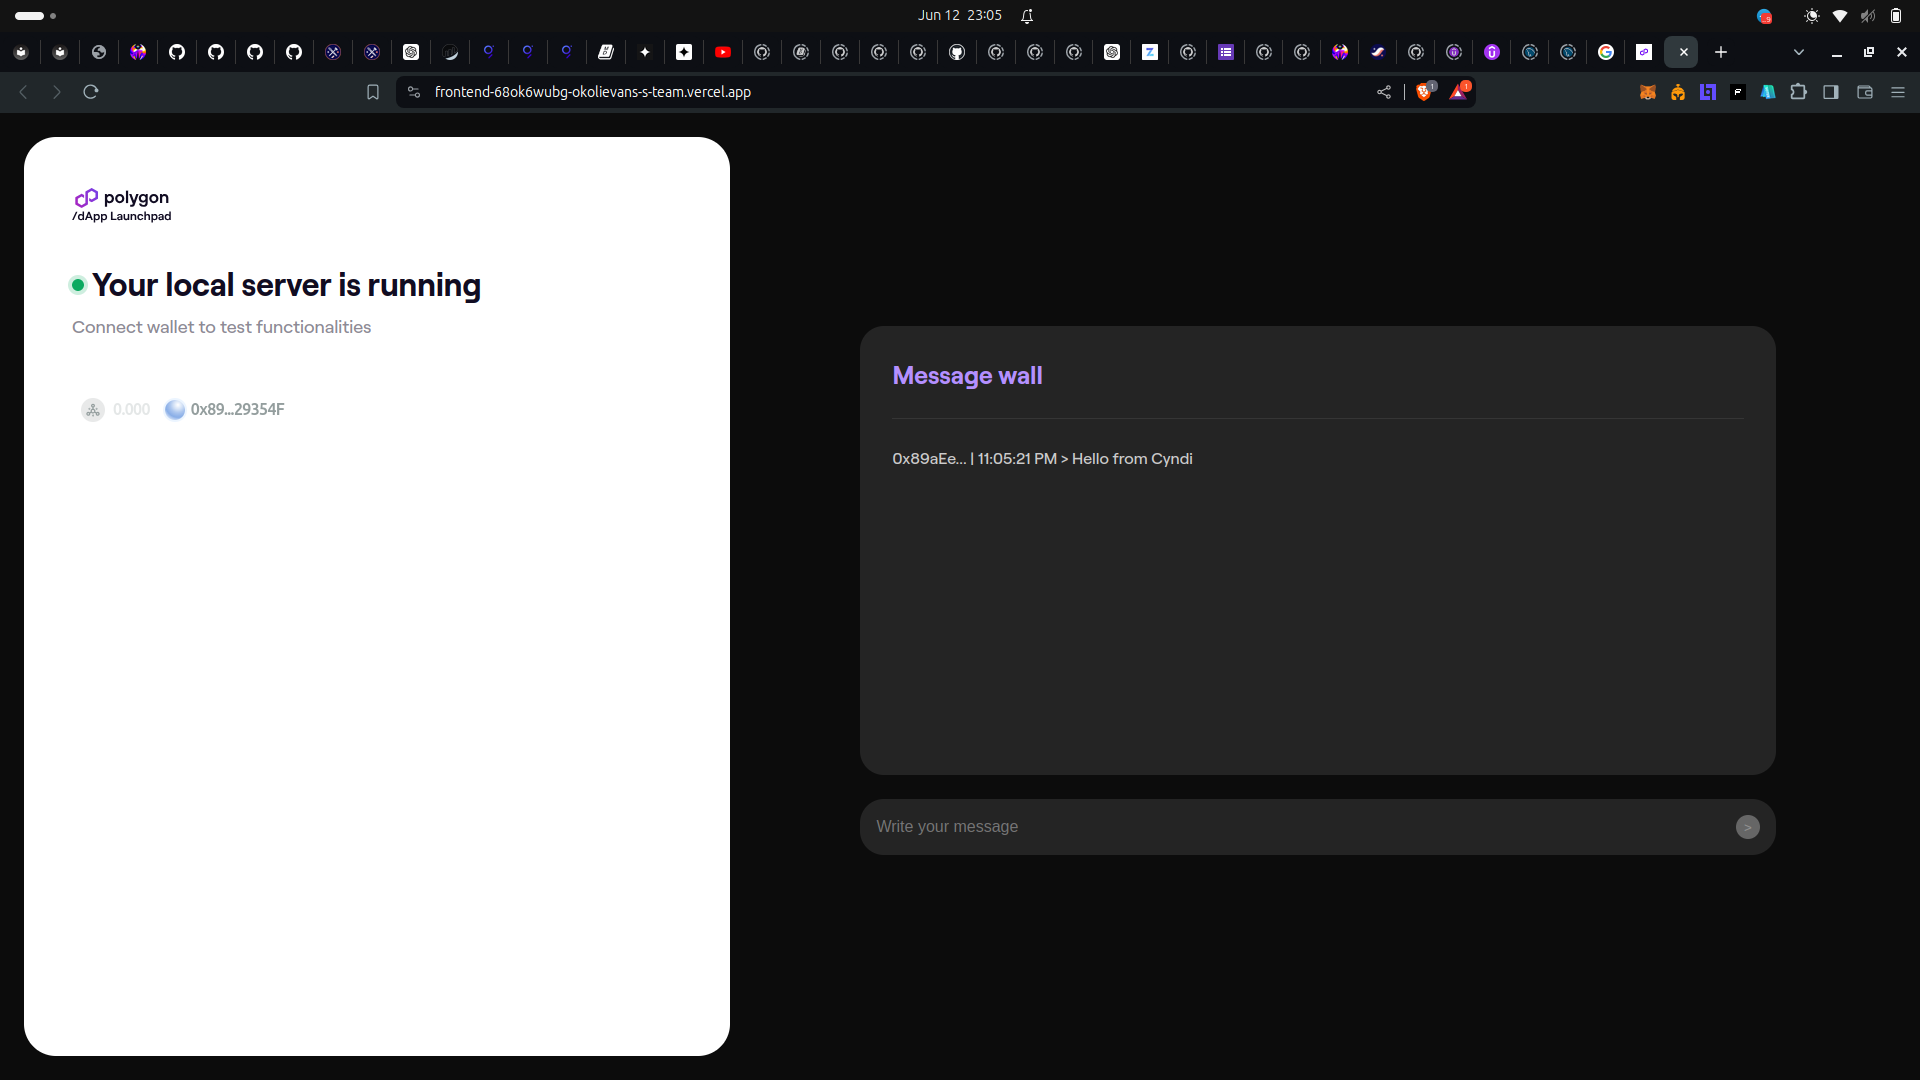 Jun 12 23:05
frontend-68ok6wubg-okolievans-s-team.vercel.app
polygon
/dApp Launchpad
Your local server is running
Connect wallet to test functionalities
0.000 0x89...29354F
Message wall
0x89aEe... | 11:05:21 PM > Hello from Cyndi
Write your message
>